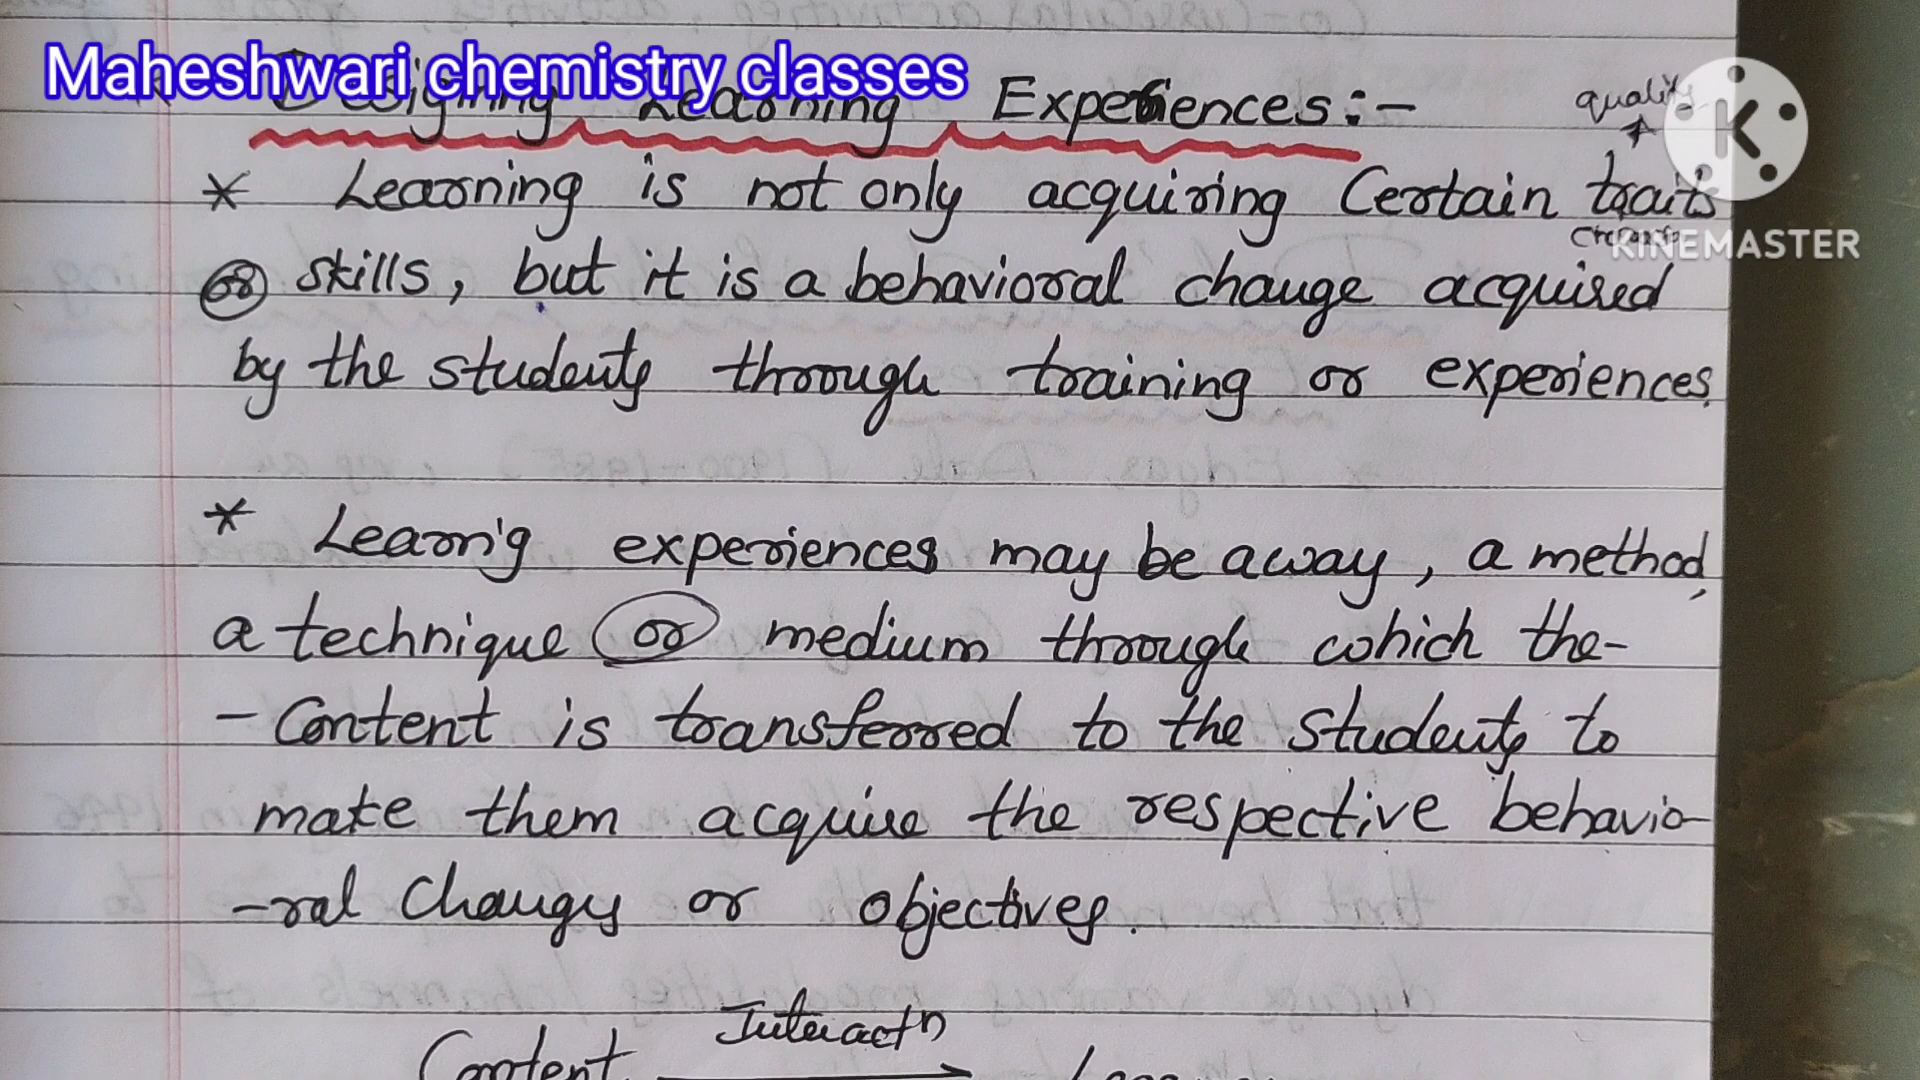 Maheshwari chemistry classes
Designing Learning Experiences:-
quality
* Learning is not only acquiring Certain traits
KINEMASTER
or skills, but it is a behavioral change acquired
by the students through training or experiences.
* Learni'g experiences may be away, a method,
a technique or medium through which the-
- Content is transferred to the students to
make them acquire the respective behavio-
-ral changes or objectives.
Interactn
Content